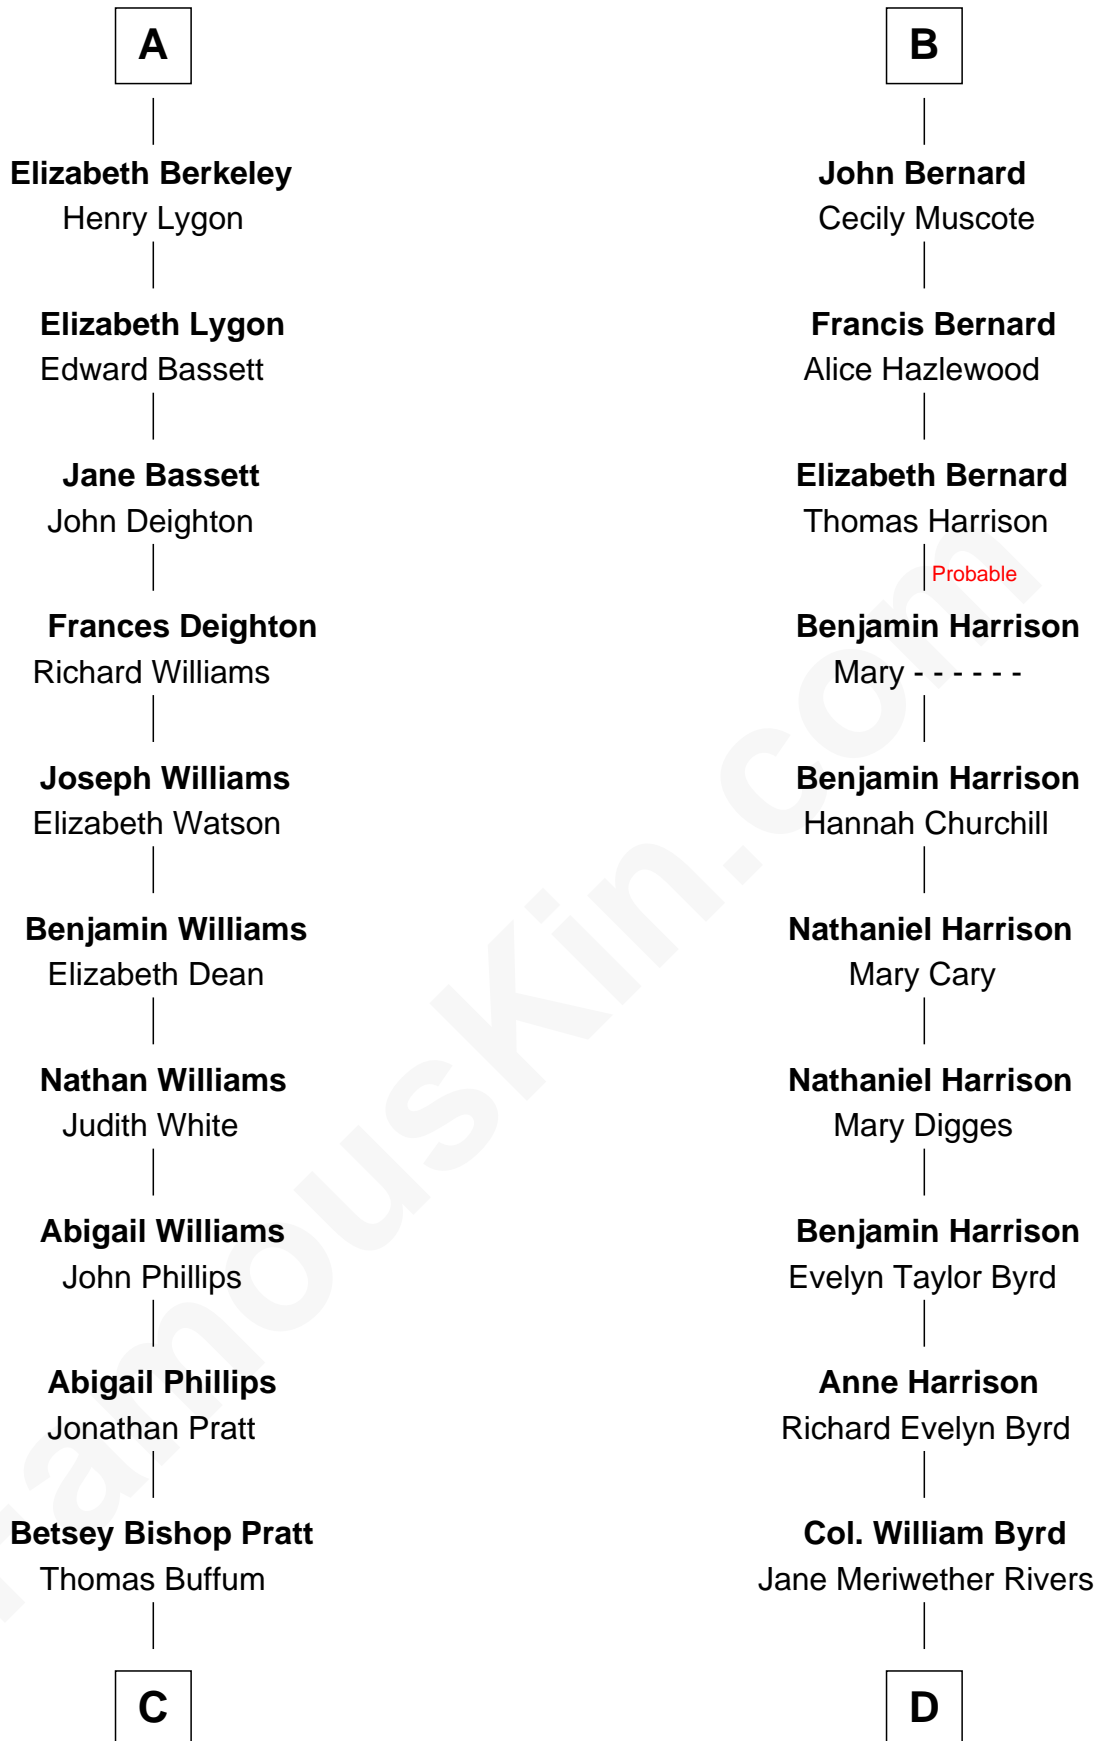 A
Elizabeth Berkeley
Henry Lygon
Elizabeth Lygon
Edward Bassett
Jane Bassett
John Deighton
Frances Deighton
Richard Williams
Joseph Williams
Elizabeth Watson
Benjamin Williams
Elizabeth Dean
Nathan Williams
Judith White
Abigail Williams
John Phillips
Abigail Phillips
Jonathan Pratt
Betsey Bishop Pratt
Thomas Buffum
C
B
John Bernard
Cecily Muscote
Francis Bernard
Alice Hazlewood
Elizabeth Bernard
Thomas Harrison
Probable
Benjamin Harrison
Mary - - - - - -
Benjamin Harrison
Hannah Churchill
Nathaniel Harrison
Mary Cary
Nathaniel Harrison
Mary Digges
Benjamin Harrison
Evelyn Taylor Byrd
Anne Harrison
Richard Evelyn Byrd
Col. William Byrd
Jane Meriwether Rivers
D
FamousKin.com